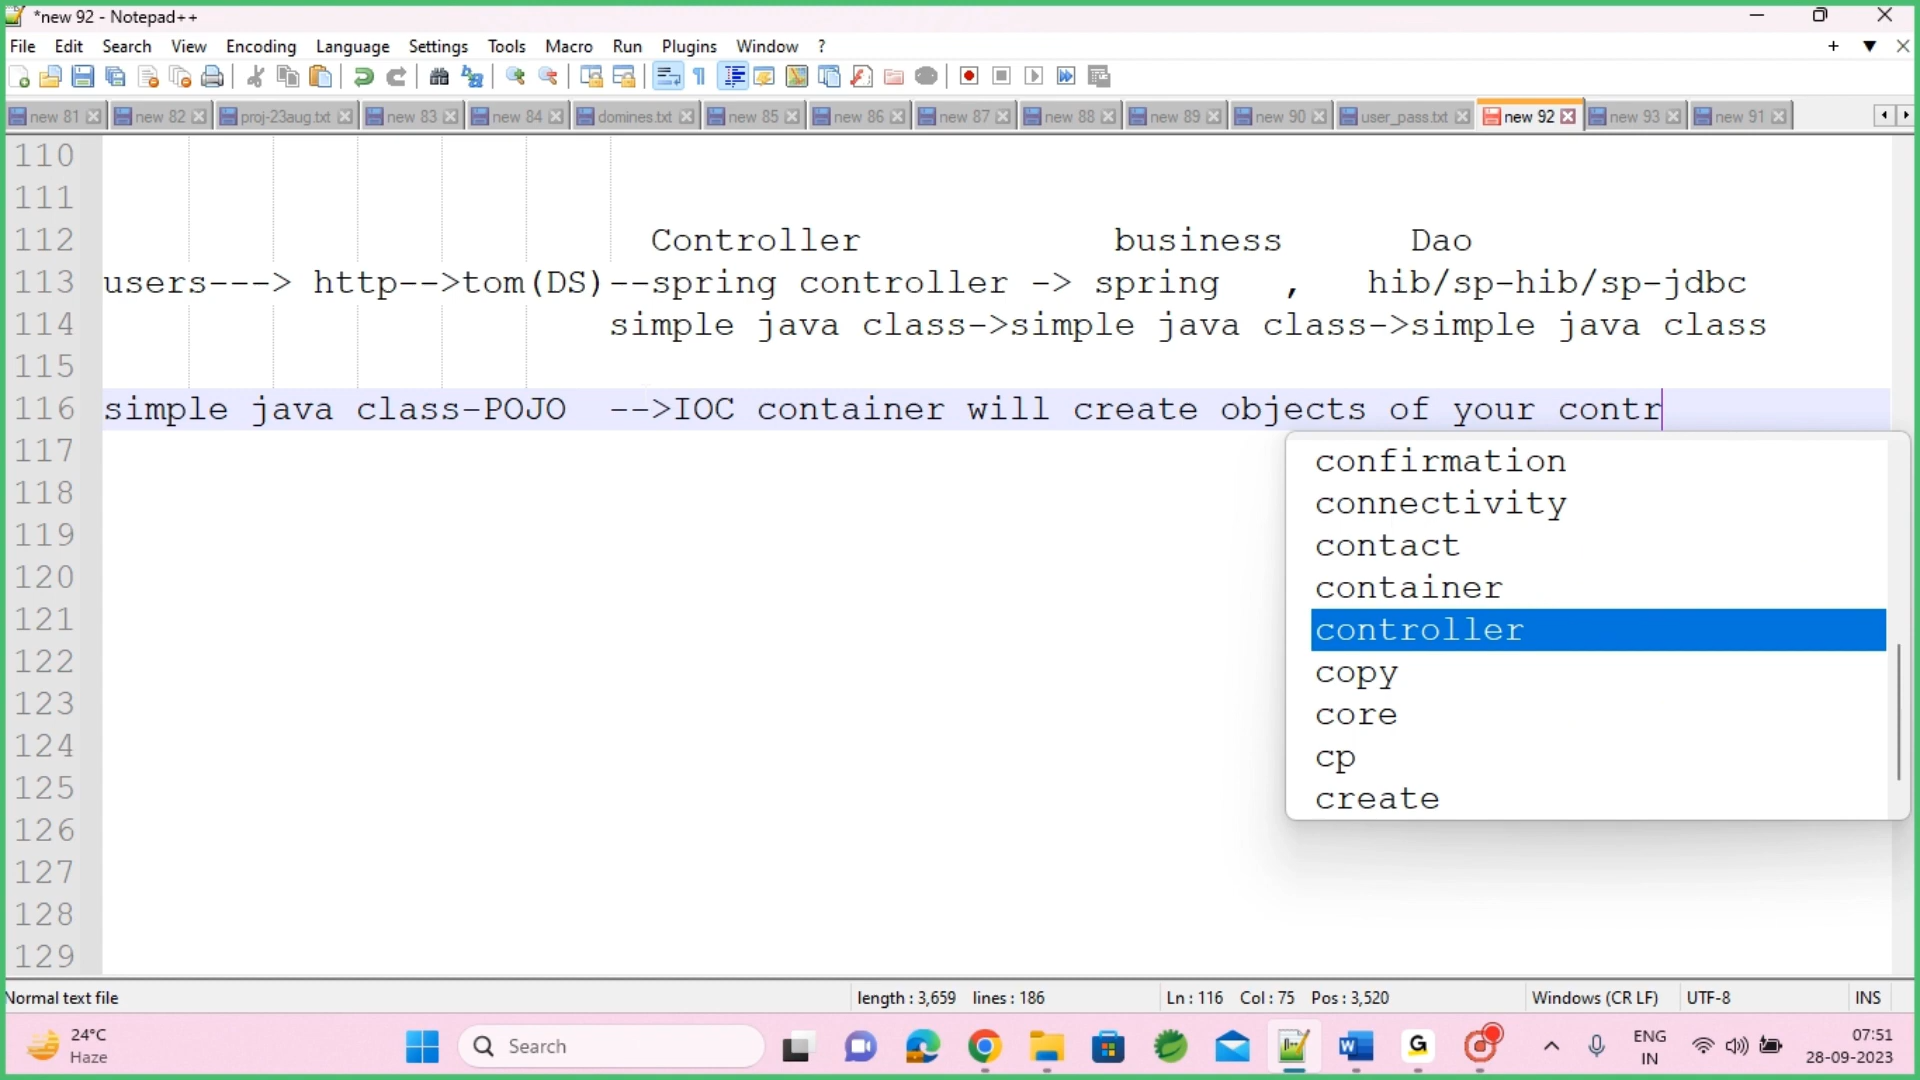 *new 92 - Notepad++
File Edit Search View Encoding Language Settings Tools Macro Run Plugins Window ?
new 81 new 82 proj-23aug.txt new 83 new 84 domines.txt new 85 new 86 new 87 new 88 new 89 new 90 user_pass.txt new 92 new 93 new 91
110
111
112 Controller business Dao
113 users---> http-->tom(DS)--spring controller -> spring , hib/sp-hib/sp-jdbc
114 simple java class->simple java class->simple java class
115
116 simple java class-POJO -->IOC container will create objects of your contr
117
confirmation
118
connectivity
119
contact
120
container
121
controller
122
copy
123
core
124
cp
125
create
126
127
128
129
Normal text file length : 3,659 lines : 186 Ln : 116 Col : 75 Pos : 3,520 Windows (CR LF) UTF-8 INS
24°C
Haze
Search
ENG
IN
07:51
28-09-2023